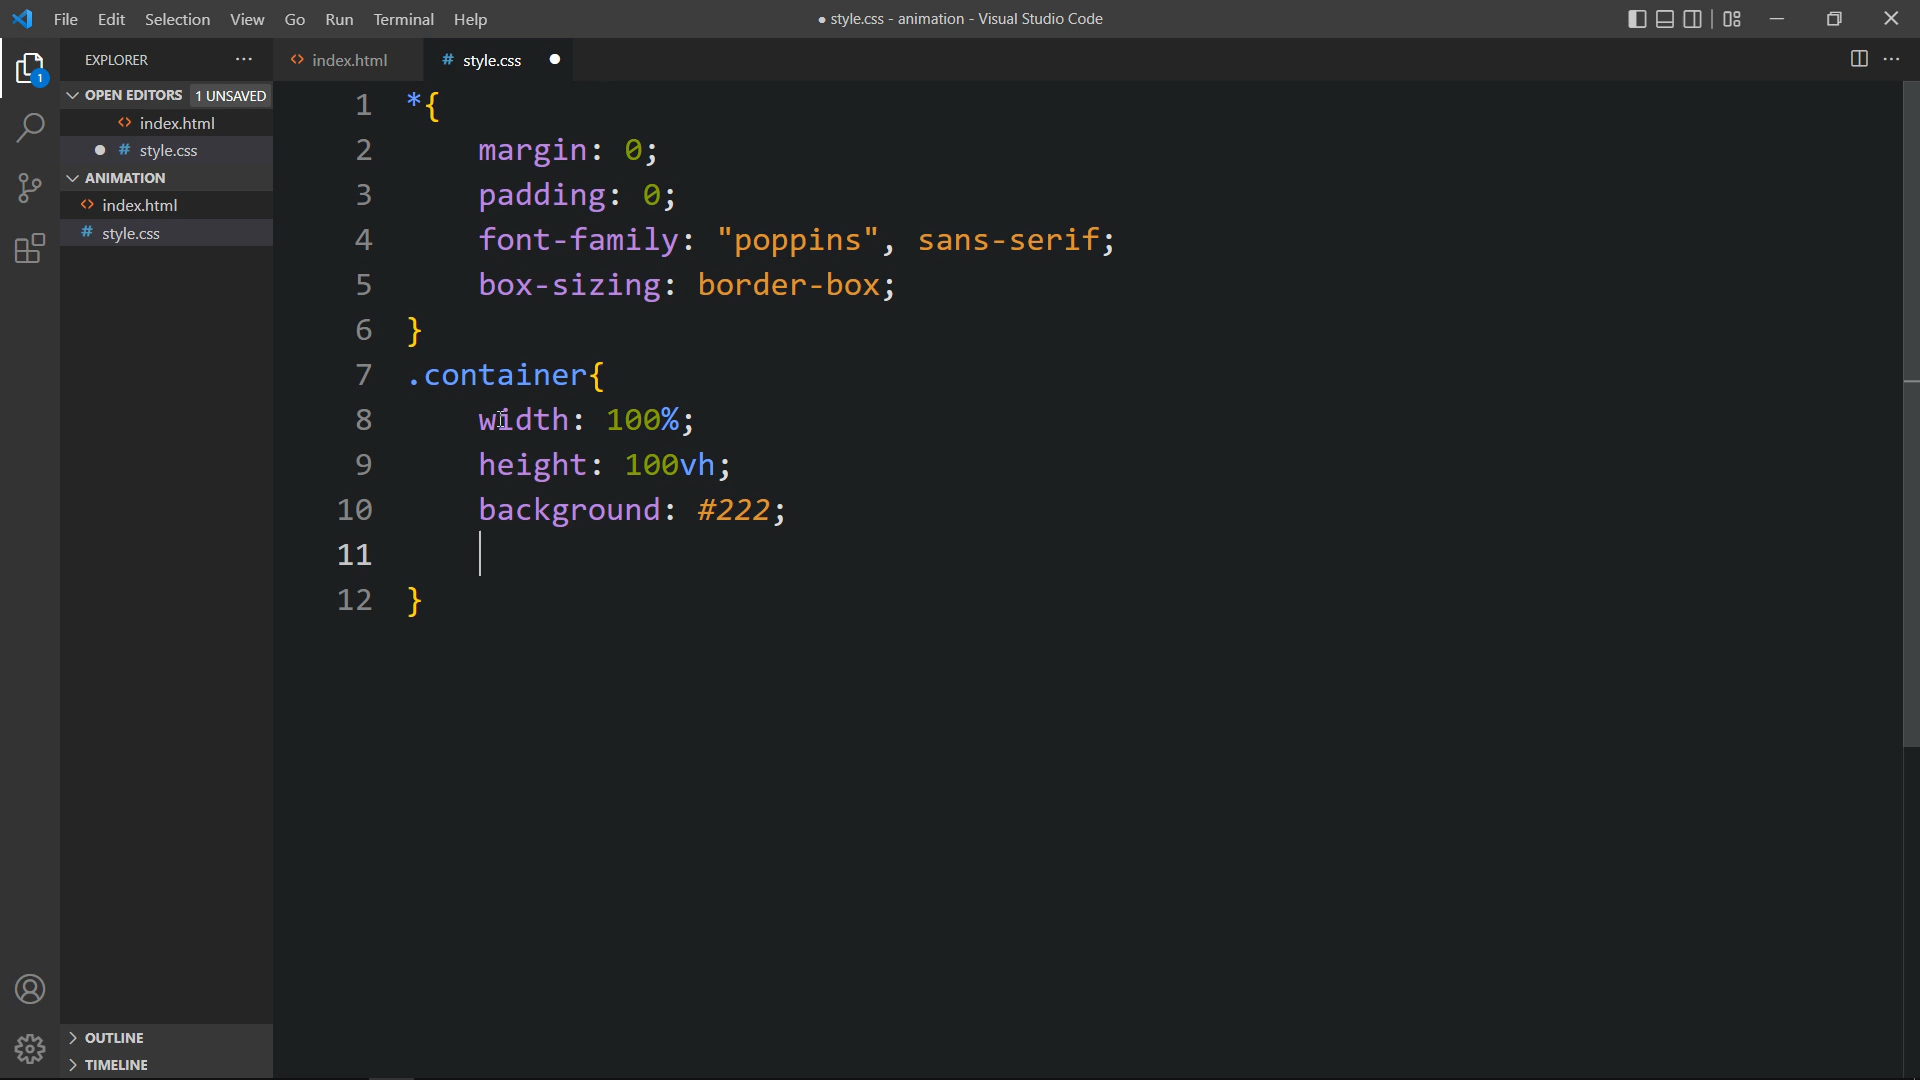 File Edit Selection View Go Run Terminal Help
● style.css - animation - Visual Studio Code
EXPLORER
1
OPEN EDITORS 1 UNSAVED
<> index.html
● # style.css
ANIMATION
<> index.html
# style.css
OUTLINE
TIMELINE
<> index.html # style.css ●
1 *{
2 margin: 0;
3 padding: 0;
4 font-family: "poppins", sans-serif;
5 box-sizing: border-box;
6 }
7 .container{
8 width: 100%;
9 height: 100vh;
10 background: #222;
11
12 }